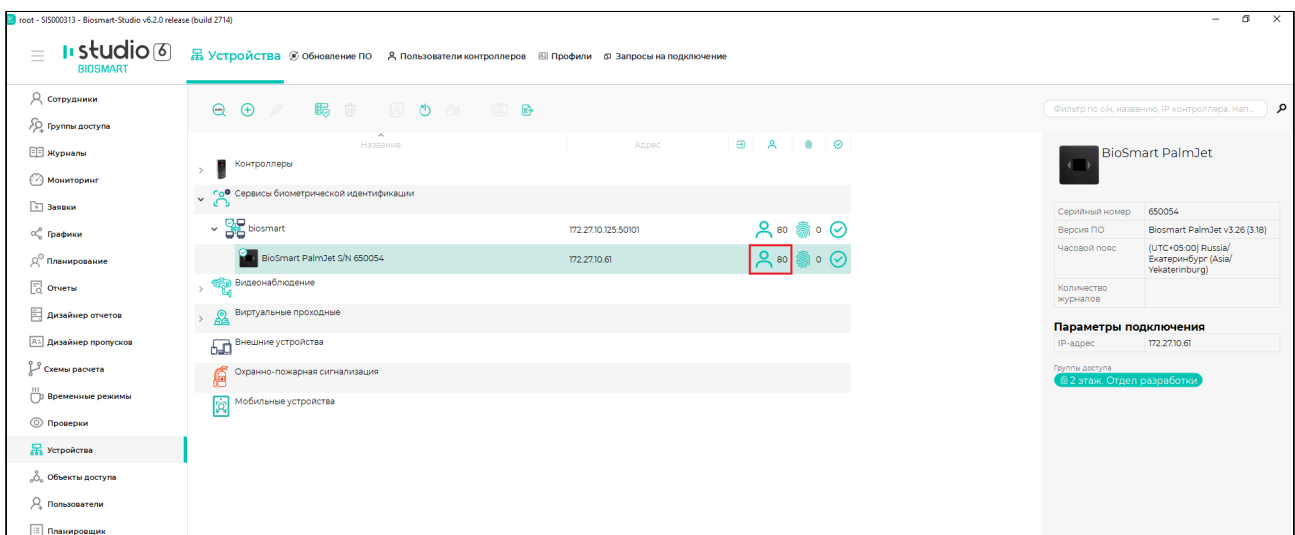 root - SIS000313 - Biosmart-Studio v6.2.0 release (build 2714)
studio 6
BIOSMART
Устройства
Обновление ПО
Пользователи контроллеров
Профили
Запросы на подключение
Сотрудники
Группы доступа
Журналы
Мониторинг
Заявки
Графики
Планирование
Отчеты
Дизайнер отчетов
Дизайнер пропусков
Схемы расчета
Временные режимы
Проверки
Устройства
Объекты доступа
Пользователи
Планировщик
Фильтр по с/н, названию, IP контроллера. Нап...
Название Адрес
Контроллеры
Сервисы биометрической идентификации
biosmart 172.27.10.125:50101 80 0
BioSmart PalmJet S/N 650054 172.27.10.61 80 0
Видеонаблюдение
Виртуальные проходные
Внешние устройства
Охранно-пожарная сигнализация
Мобильные устройства
BioSmart PalmJet
Серийный номер 650054
Версия ПО Biosmart PalmJet v3.26 (3.18)
Часовой пояс (UTC+05:00) Russia/
Екатеринбург (Asia/
Yekaterinburg)
Количество
журналов
Параметры подключения
IP-адрес 172.27.10.61
Группы доступа
2 этаж. Отдел разработки